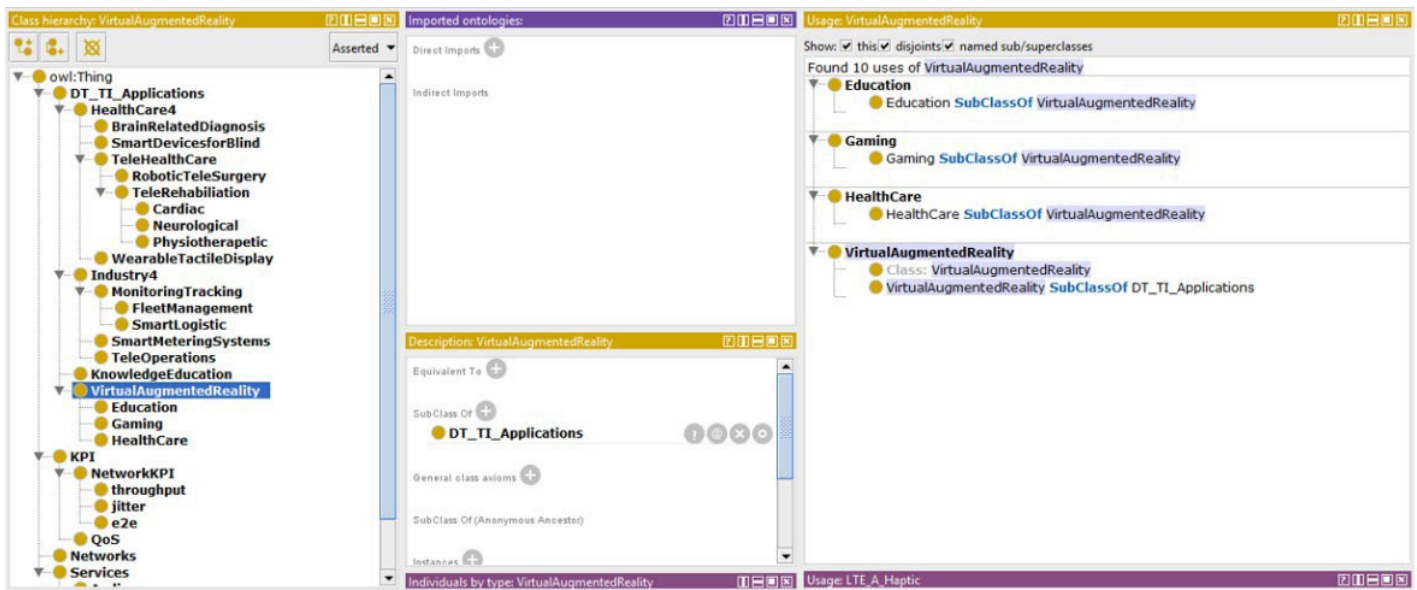 Class hierarchy: VirtualAugmentedReality
Asserted
owl:Thing
DT_TI_Applications
HealthCare4
BrainRelatedDiagnosis
SmartDevicesforBlind
TeleHealthCare
RoboticTeleSurgery
TeleRehabiliation
Cardiac
Neurological
Physiotherapetic
WearableTactileDisplay
Industry4
MonitoringTracking
FleetManagement
SmartLogistic
SmartMeteringSystems
TeleOperations
KnowledgeEducation
VirtualAugmentedReality
Education
Gaming
HealthCare
KPI
NetworkKPI
throughput
jitter
e2e
QoS
Networks
Services
Imported ontologies:
Direct Imports
Indirect Imports
Description: VirtualAugmentedReality
Equivalent To
SubClass Of
DT_TI_Applications
General class axioms
SubClass Of (Anonymous Ancestor)
Instances
Individuals by type: VirtualAugmentedReality
Usage: VirtualAugmentedReality
Show: this disjoints named sub/superclasses
Found 10 uses of VirtualAugmentedReality
Education
Education SubClassOf VirtualAugmentedReality
Gaming
Gaming SubClassOf VirtualAugmentedReality
HealthCare
HealthCare SubClassOf VirtualAugmentedReality
VirtualAugmentedReality
Class: VirtualAugmentedReality
VirtualAugmentedReality SubClassOf DT_TI_Applications
Usage: LTE_A_Haptic